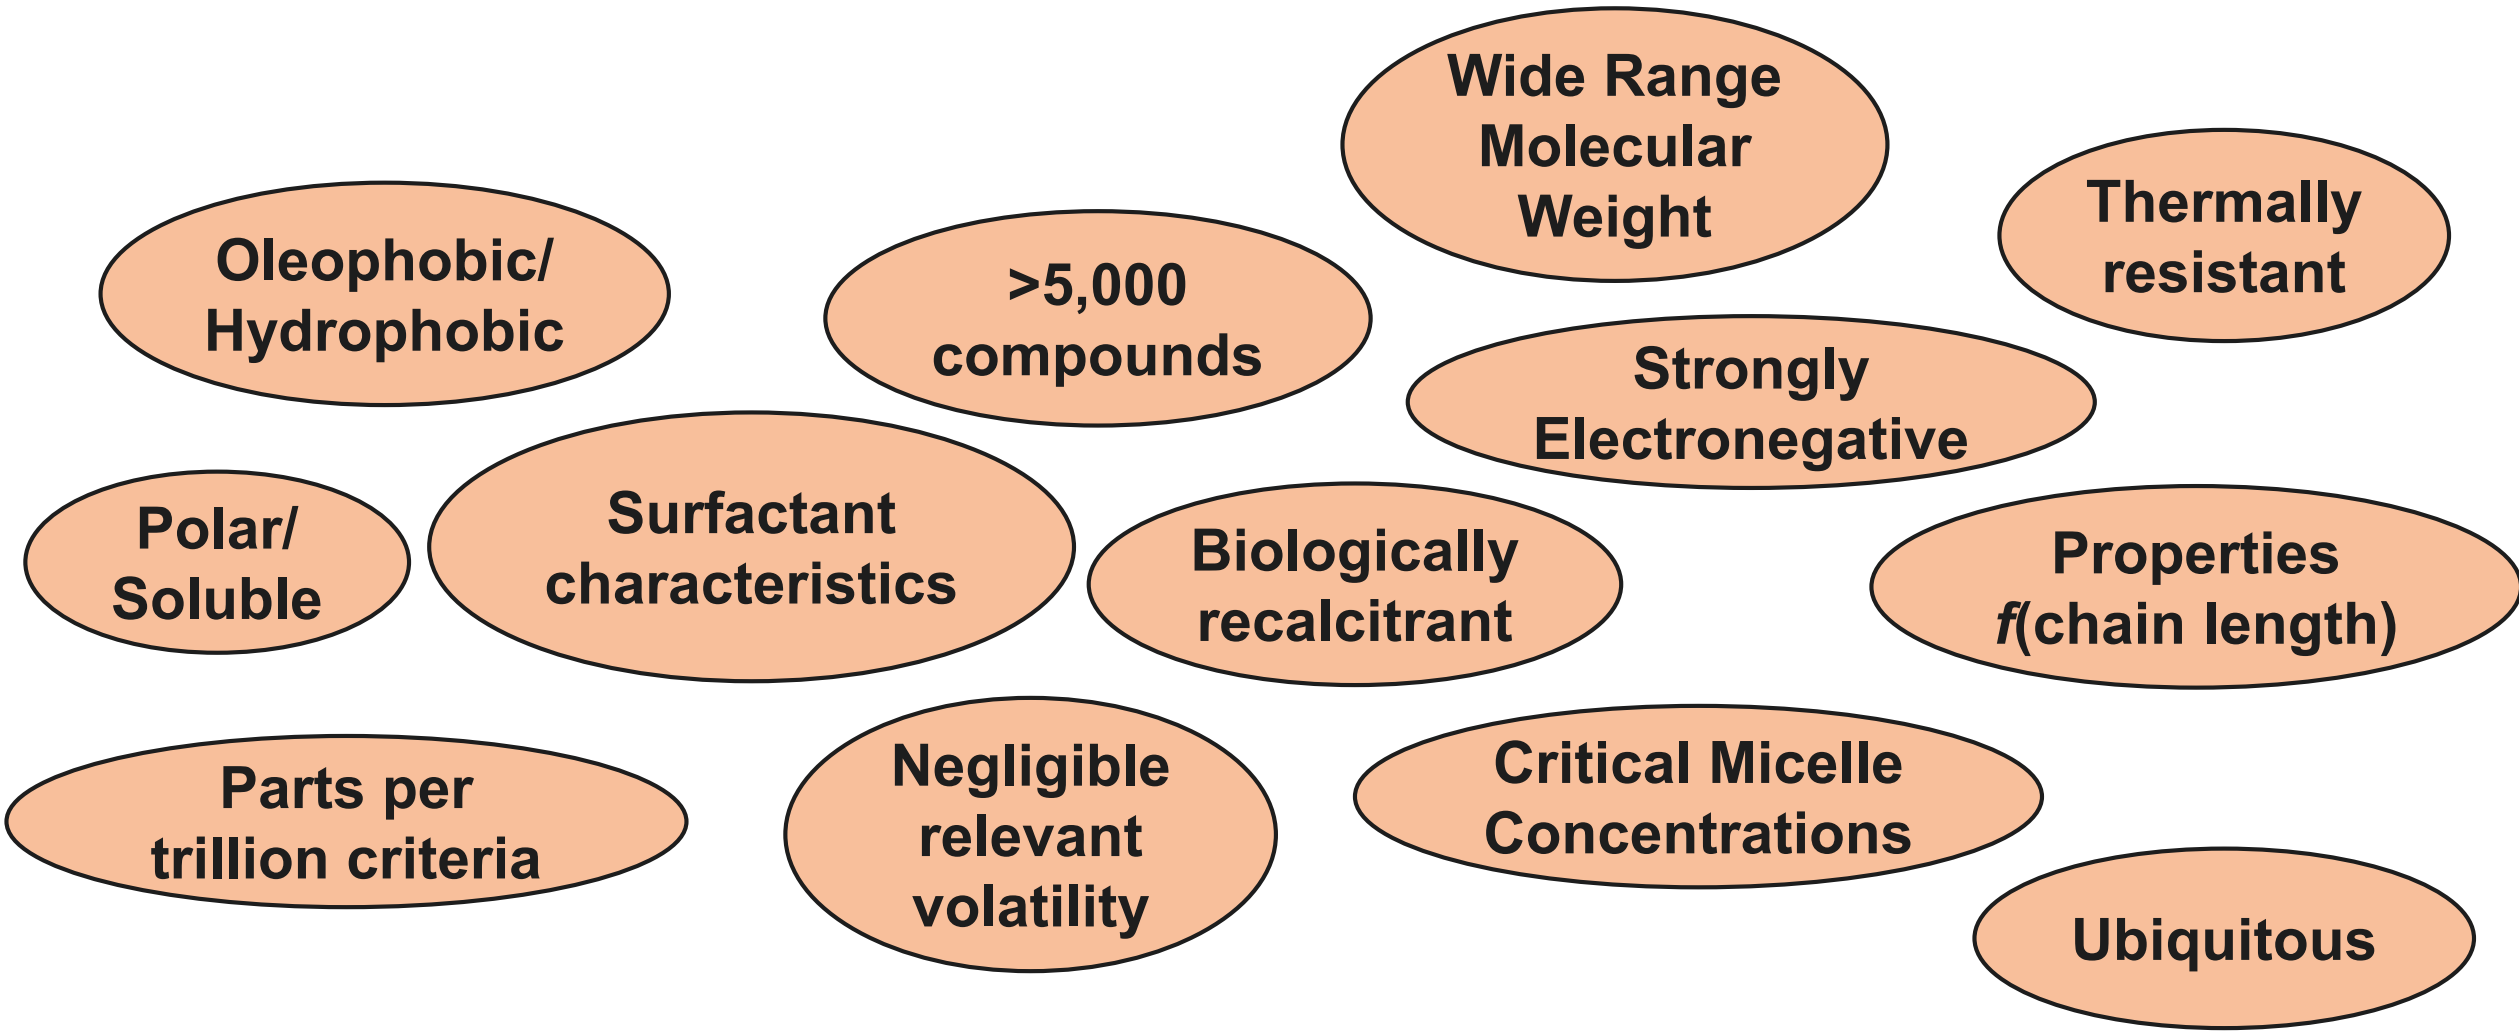 Wide Range
Molecular
Weight
Thermally
resistant
Oleophobic/
Hydrophobic
>5,000
compounds
Strongly
Electronegative
Polar/
Soluble
Surfactant
characteristics
Biologically
recalcitrant
Properties
f(chain length)
Parts per
trillion criteria
Negligible
relevant
volatility
Critical Micelle
Concentrations
Ubiquitous